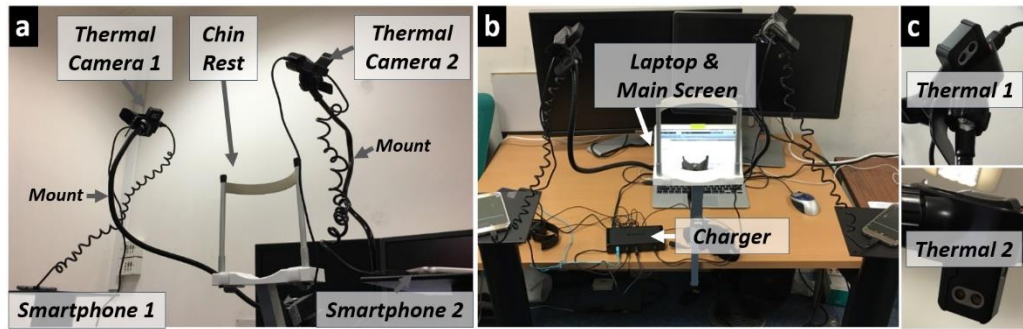 a
Thermal
Camera 1
Chin
Rest
Thermal
Camera 2
Mount
Mount
Smartphone 1
Smartphone 2
b
Laptop &
Main Screen
Charger
c
Thermal 1
Thermal 2